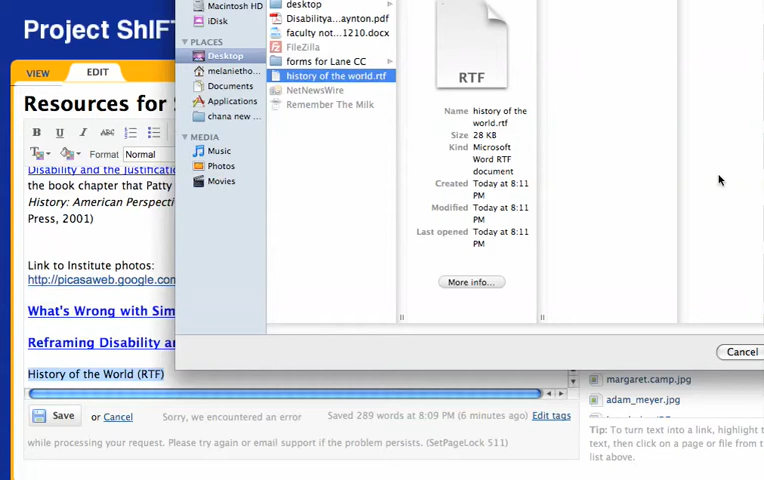 Project ShIFT
VIEW
EDIT
Resources for S
B U I ABC
Format Normal
Disability and the Justification
the book chapter that Patty
History: American Perspecti
Press, 2001)
Link to Institute photos:
http://picasaweb.google.com
What's Wrong with Sim
Reframing Disability an
History of the World (RTF)
Save or Cancel Sorry, we encountered an error Saved 289 words at 8:09 PM (6 minutes ago) Edit tags
while processing your request. Please try again or email support if the problem persists. (SetPageLock 511)
Macintosh HD
iDisk
PLACES
Desktop
melanietho...
Documents
Applications
chana new ...
MEDIA
Music
Photos
Movies
desktop
Disabilitya...aynton.pdf
faculty not...1210.docx
FileZilla
forms for Lane CC
history of the world.rtf
NetNewsWire
Remember The Milk
RTF
Name history of the
world.rtf
Size 28 KB
Kind Microsoft
Word RTF
document
Created Today at 8:11
PM
Modified Today at 8:11
PM
Last opened Today at 8:11
PM
More info...
Cancel
margaret.camp.jpg
adam_meyer.jpg
Tip: To turn text into a link, highlight t
text, then click on a page or file from t
list above.